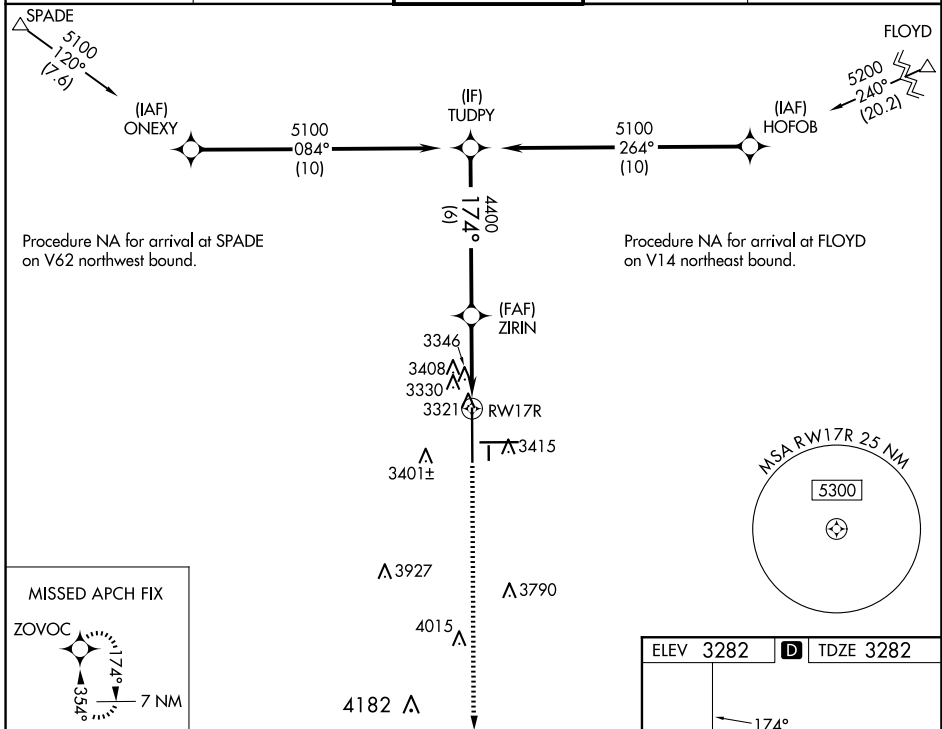 SPADE
5100
120°
(7.6)
(IAF)
ONEXY
5100
084°
(10)
(IF)
TUDPY
5100
264°
(10)
(IAF)
HOFOB
FLOYD
5200
240°
(20.2)
4400
174°
(6)
Procedure NA for arrival at SPADE
on V62 northwest bound.
Procedure NA for arrival at FLOYD
on V14 northeast bound.
(FAF)
ZIRIN
3346
3408
3330
3321
RW17R
3415
3401±
MSA RW17R 25 NM
5300
3927
3790
4015
4182
MISSED APCH FIX
ZOVOC
174°
354°
7 NM
ELEV 3282 D TDZE 3282
174°